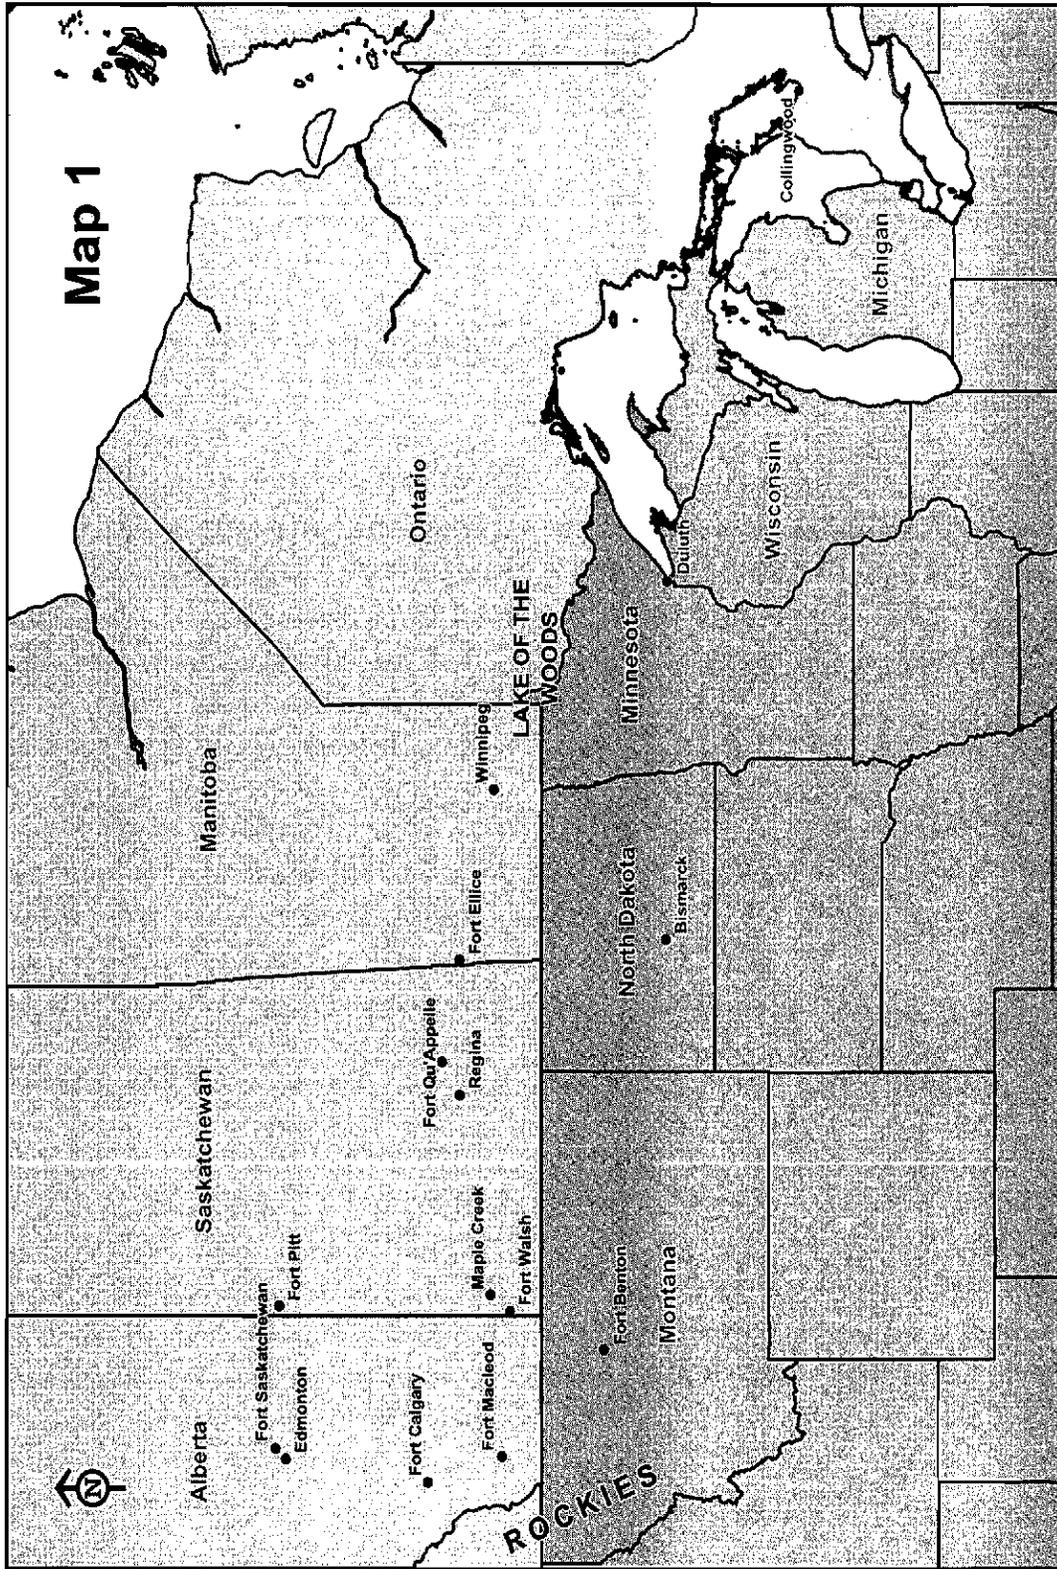 Map 1
N
Alberta
Saskatchewan
Manitoba
Ontario
Fort Saskatchewan
Edmonton
Fort Pitt
Fort Calgary
Fort Macleod
Maple Creek
Fort Walsh
Fort Qu'Appelle
Regina
Fort Ellice
Winnipeg
LAKE OF THE
WOODS
ROCKIES
Fort Benton
Montana
North Dakota
Bismarck
Minnesota
Duluth
Wisconsin
Michigan
Collingwood